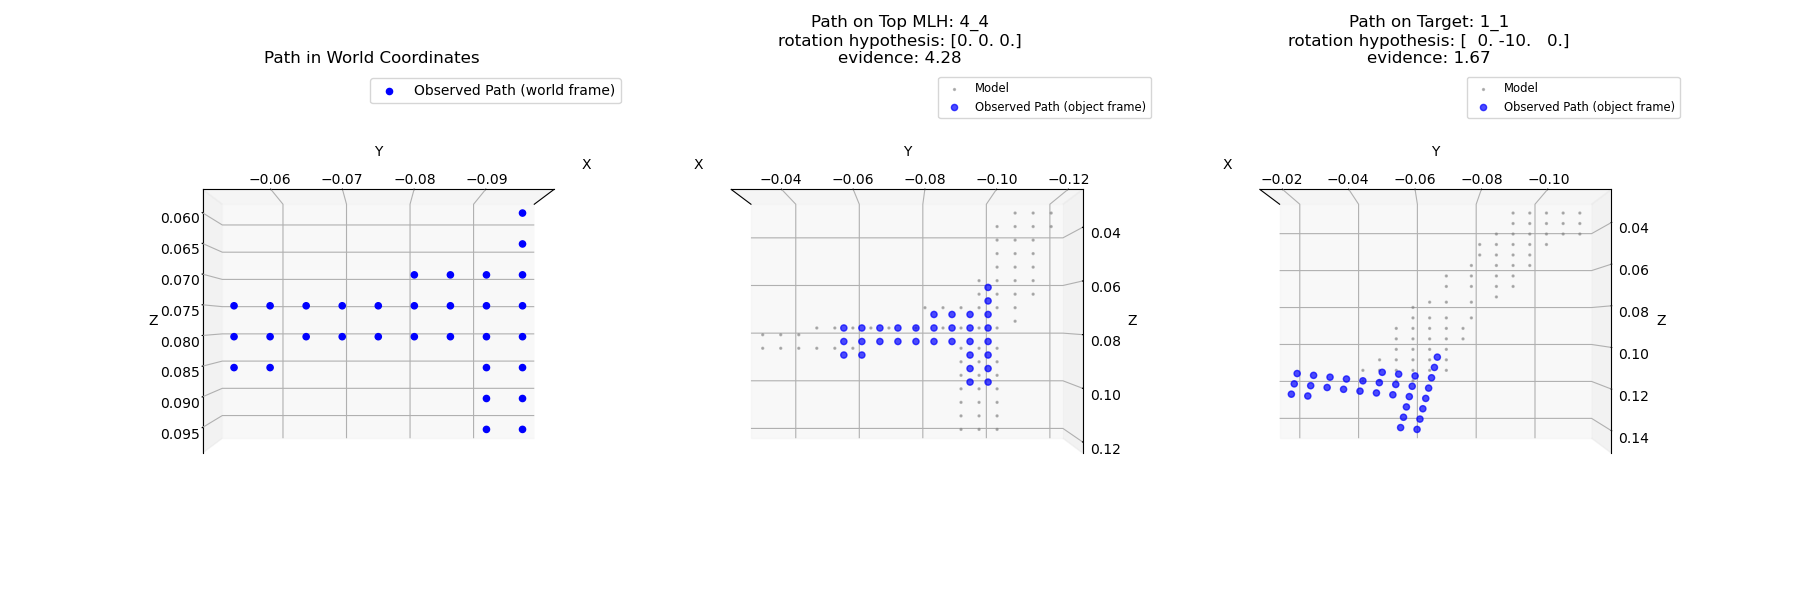 Path in World Coordinates
Observed Path (world frame)
Y
X
−0.06 −0.07 −0.08 −0.09
0.060
0.065
0.070
0.075
Z
0.080
0.085
0.090
0.095
Path on Top MLH: 4_4
rotation hypothesis: [0. 0. 0.]
evidence: 4.28
Model
Observed Path (object frame)
X
Y
−0.04 −0.06 −0.08 −0.10 −0.12
0.04
0.06
Z
0.08
0.10
0.12
Path on Target: 1_1
rotation hypothesis: [  0. -10.   0.]
evidence: 1.67
Model
Observed Path (object frame)
X
Y
−0.02 −0.04 −0.06 −0.08 −0.10
0.04
0.06
0.08
Z
0.10
0.12
0.14